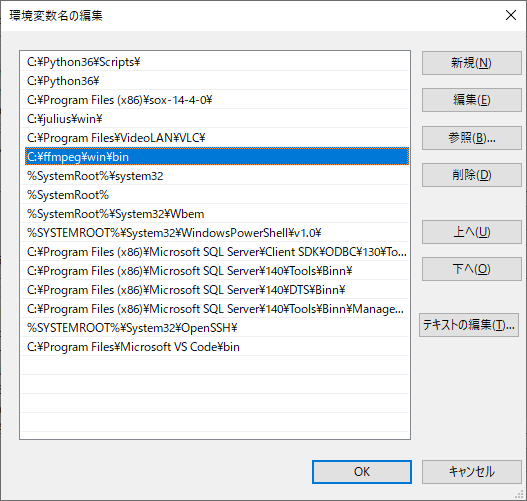 環境変数名の編集
C:¥Python36¥Scripts¥
C:¥Python36¥
C:¥Program Files (x86)¥sox-14-4-0¥
C:¥julius¥win¥
C:¥Program Files¥VideoLAN¥VLC¥
C:¥ffmpeg¥win¥bin
%SystemRoot%¥system32
%SystemRoot%
%SystemRoot%¥System32¥Wbem
%SYSTEMROOT%¥System32¥WindowsPowerShell¥v1.0¥
C:¥Program Files (x86)¥Microsoft SQL Server¥Client SDK¥ODBC¥130¥To...
C:¥Program Files (x86)¥Microsoft SQL Server¥140¥Tools¥Binn¥
C:¥Program Files (x86)¥Microsoft SQL Server¥140¥DTS¥Binn¥
C:¥Program Files (x86)¥Microsoft SQL Server¥140¥Tools¥Binn¥Manage...
%SYSTEMROOT%¥System32¥OpenSSH¥
C:¥Program Files¥Microsoft VS Code¥bin
新規(N)
編集(E)
参照(B)...
削除(D)
上へ(U)
下へ(O)
テキストの編集(T)...
OK
キャンセル